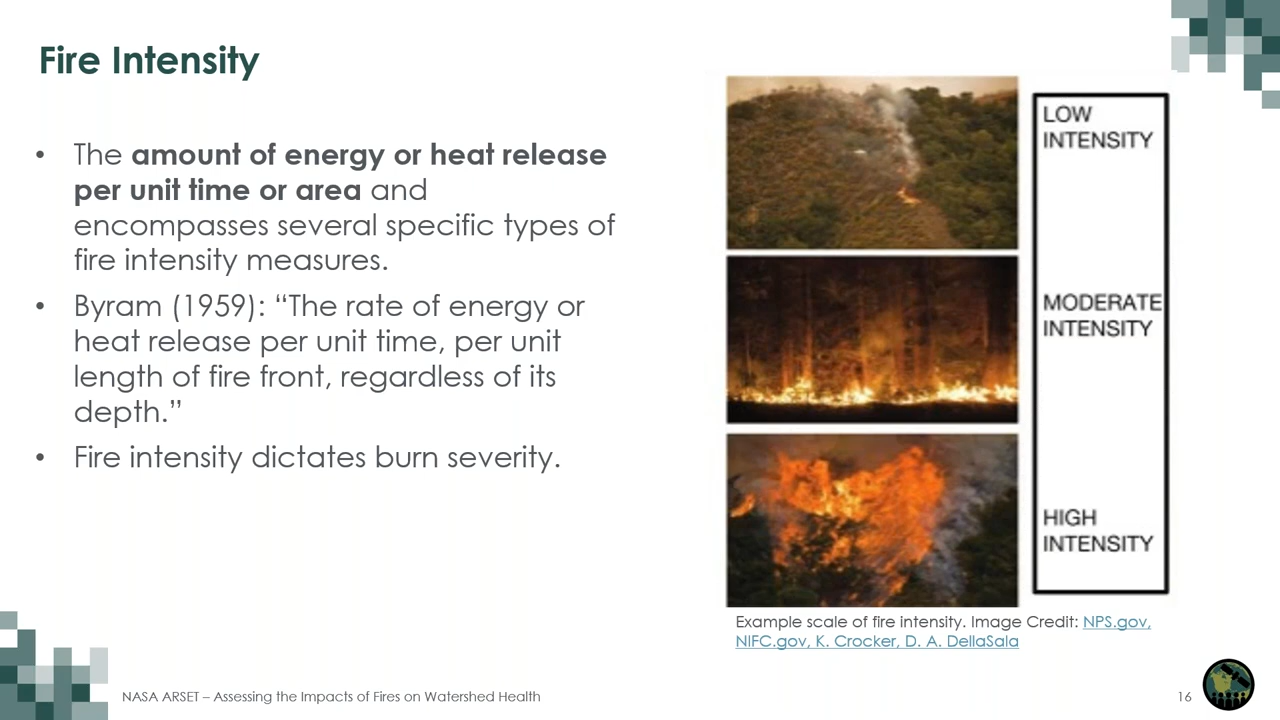 Fire Intensity
• The amount of energy or heat release
per unit time or area and
encompasses several specific types of
fire intensity measures.
• Byram (1959): “The rate of energy or
heat release per unit time, per unit
length of fire front, regardless of its
depth.”
• Fire intensity dictates burn severity.
LOW
INTENSITY
MODERATE
INTENSITY
HIGH
INTENSITY
Example scale of fire intensity. Image Credit: NPS.gov,
NIFC.gov, K. Crocker, D. A. DellaSala
NASA ARSET – Assessing the Impacts of Fires on Watershed Health
16